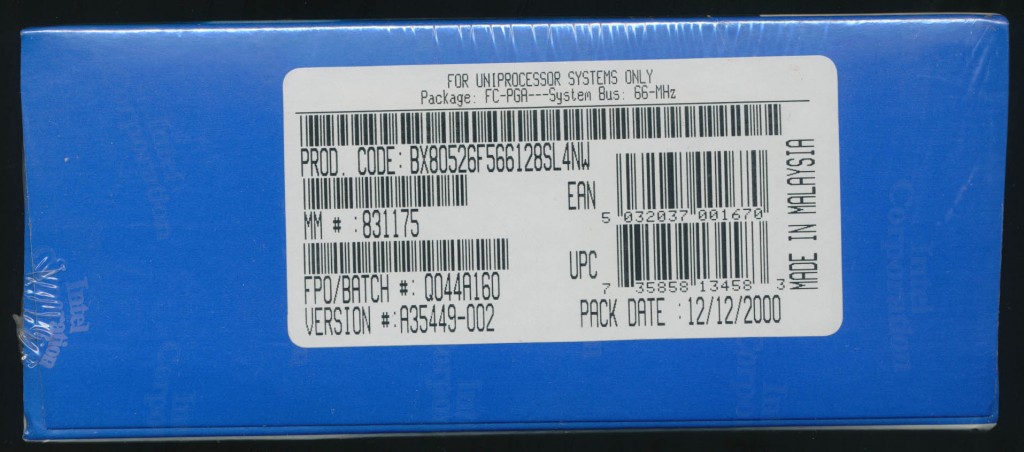 FOR UNIPROCESSOR SYSTEMS ONLY
Package: FC-PGA---System Bus: 66-MHz
PROD. CODE: BX80526F566128SL4NW
EAN
5 032037 001670
MM # :831175
UPC
7 35858 13458 3
FPO/BATCH #: Q044A160
VERSION #:A35449-002
PACK DATE :12/12/2000
MADE IN MALAYSIA
Intel